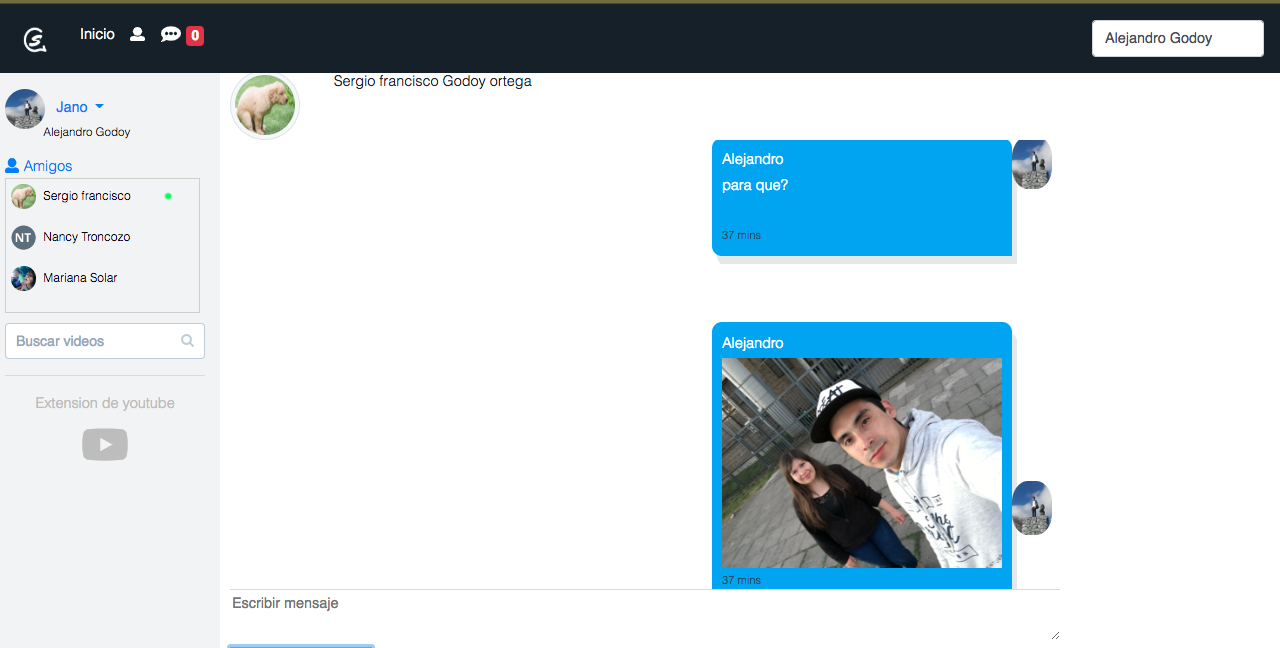 Inicio
0
Alejandro Godoy
Jano
Alejandro Godoy
Amigos
Sergio francisco
NT
Nancy Troncozo
Mariana Solar
Buscar videos
Extension de youtube
Sergio francisco Godoy ortega
Alejandro
para que?
37 mins
Alejandro
37 mins
Escribir mensaje